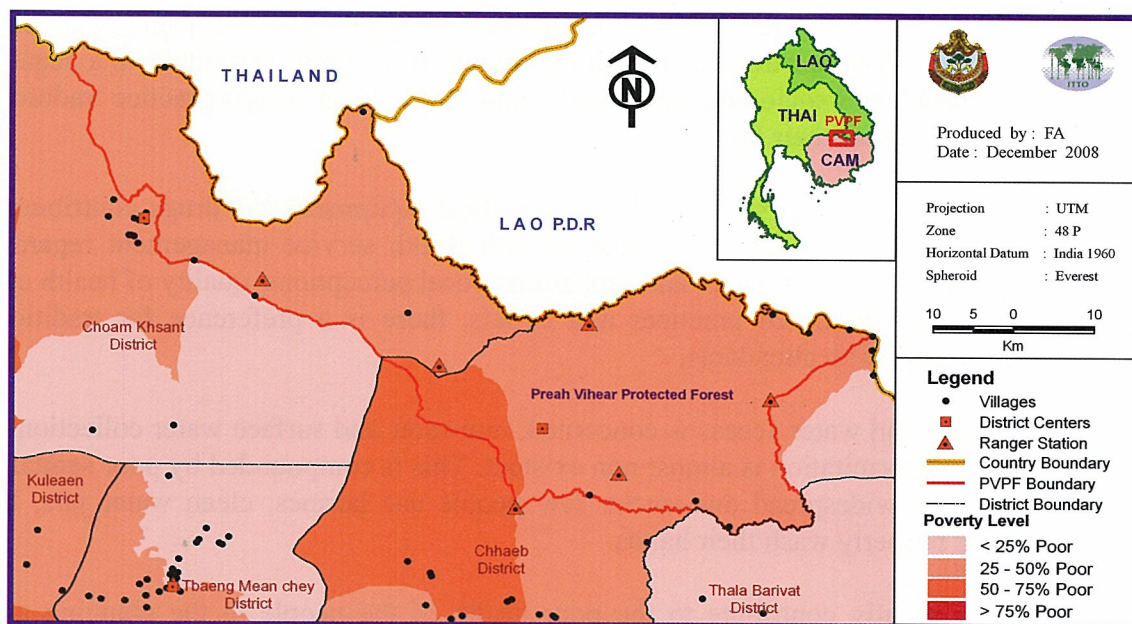 THAILAND
LAO P.D.R
N
Choam Khsant
District
Preah Vihear Protected Forest
Kuleaen
District
Tbaeng Mean chey
District
Chhaeb
District
Thala Barivat
District
LAO
THAI
PVPF
CAM
ITTO
Produced by : FA
Date : December 2008
Projection : UTM
Zone : 48 P
Horizontal Datum : India 1960
Spheroid : Everest
10 5 0 10
Km
Legend
Villages
District Centers
Ranger Station
Country Boundary
PVPF Boundary
District Boundary
Poverty Level
< 25% Poor
25 - 50% Poor
50 - 75% Poor
> 75% Poor